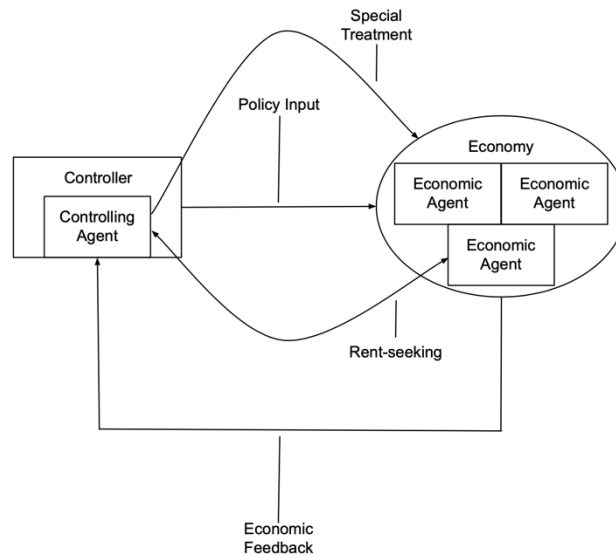 Special
Treatment
Policy Input
Economy
Controller
Economic
Agent
Economic
Agent
Controlling
Agent
Economic
Agent
Rent-seeking
Economic
Feedback